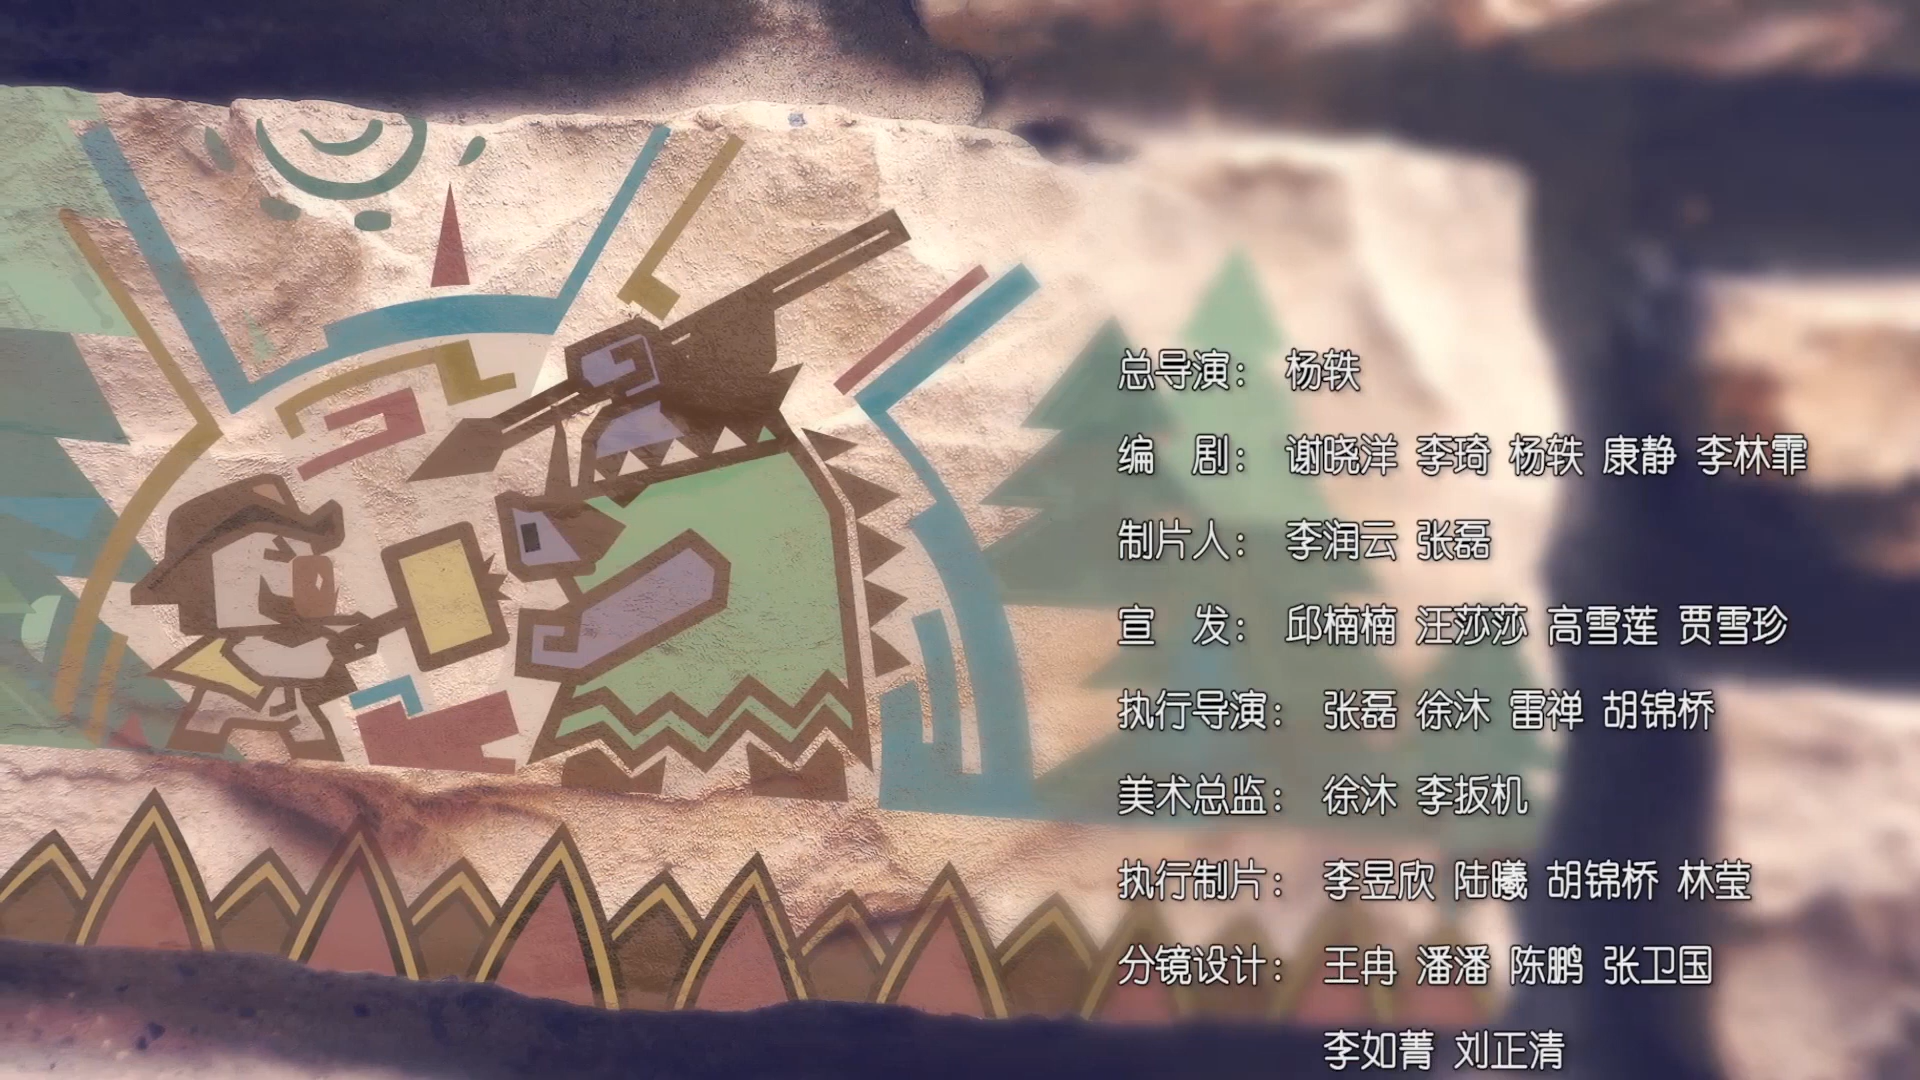 总导演： 杨轶
编　剧： 谢晓洋 李琦 杨轶 康静 李林霏
制片人： 李润云 张磊
宣　发： 邱楠楠 汪莎莎 高雪莲 贾雪珍
执行导演： 张磊 徐沐 雷禅 胡锦桥
美术总监： 徐沐 李扳机
执行制片： 李昱欣 陆曦 胡锦桥 林莹
分镜设计： 王冉 潘潘 陈鹏 张卫国
李如菁 刘正清